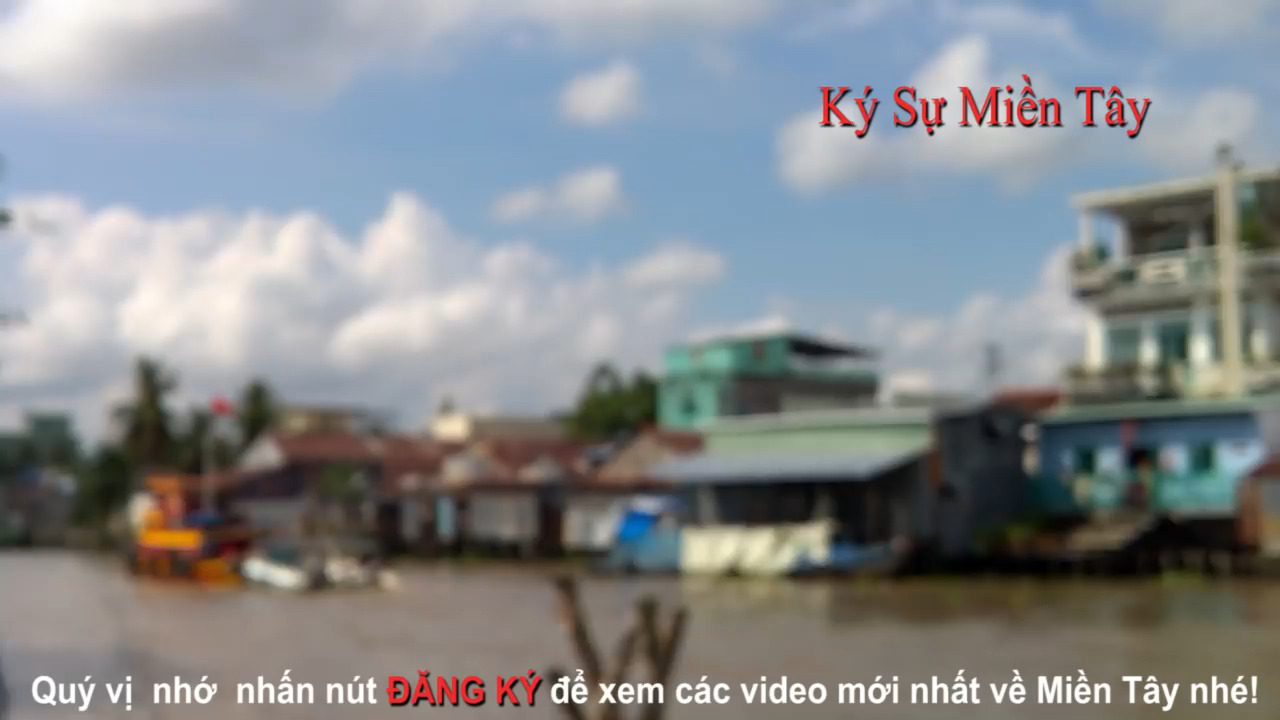 Ký Sự Miền Tây
Quý vị nhớ nhấn nút ĐĂNG KÝ để xem các video mới nhất về Miền Tây nhé!